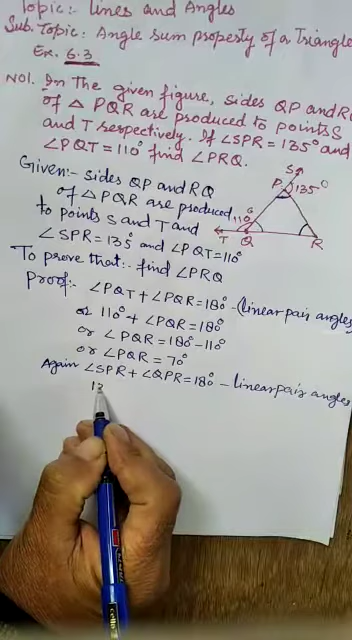 Topic:- Lines and Angles
Sub. Topic:- Angle sum property of a Triangle
Ex. 6.3
No1. In the given figure, sides QP and RQ
of △ PQR are produced to points S
and T respectively. If ∠SPR = 135° and
∠PQT = 110° find ∠PRQ.
Given:- Sides QP and RQ
of △PQR are produced
to points S and T and
∠SPR = 135° and ∠PQT = 110°
S
P
135°
110°
T
Q
R
To prove that:- find ∠PRQ
Proof:- ∠PQT + ∠PQR = 180° - (linear pair angles)
or 110° + ∠PQR = 180°
or ∠PQR = 180° - 110°
or ∠PQR = 70°
Again ∠SPR + ∠QPR = 180° - linear pair angles
13
cello